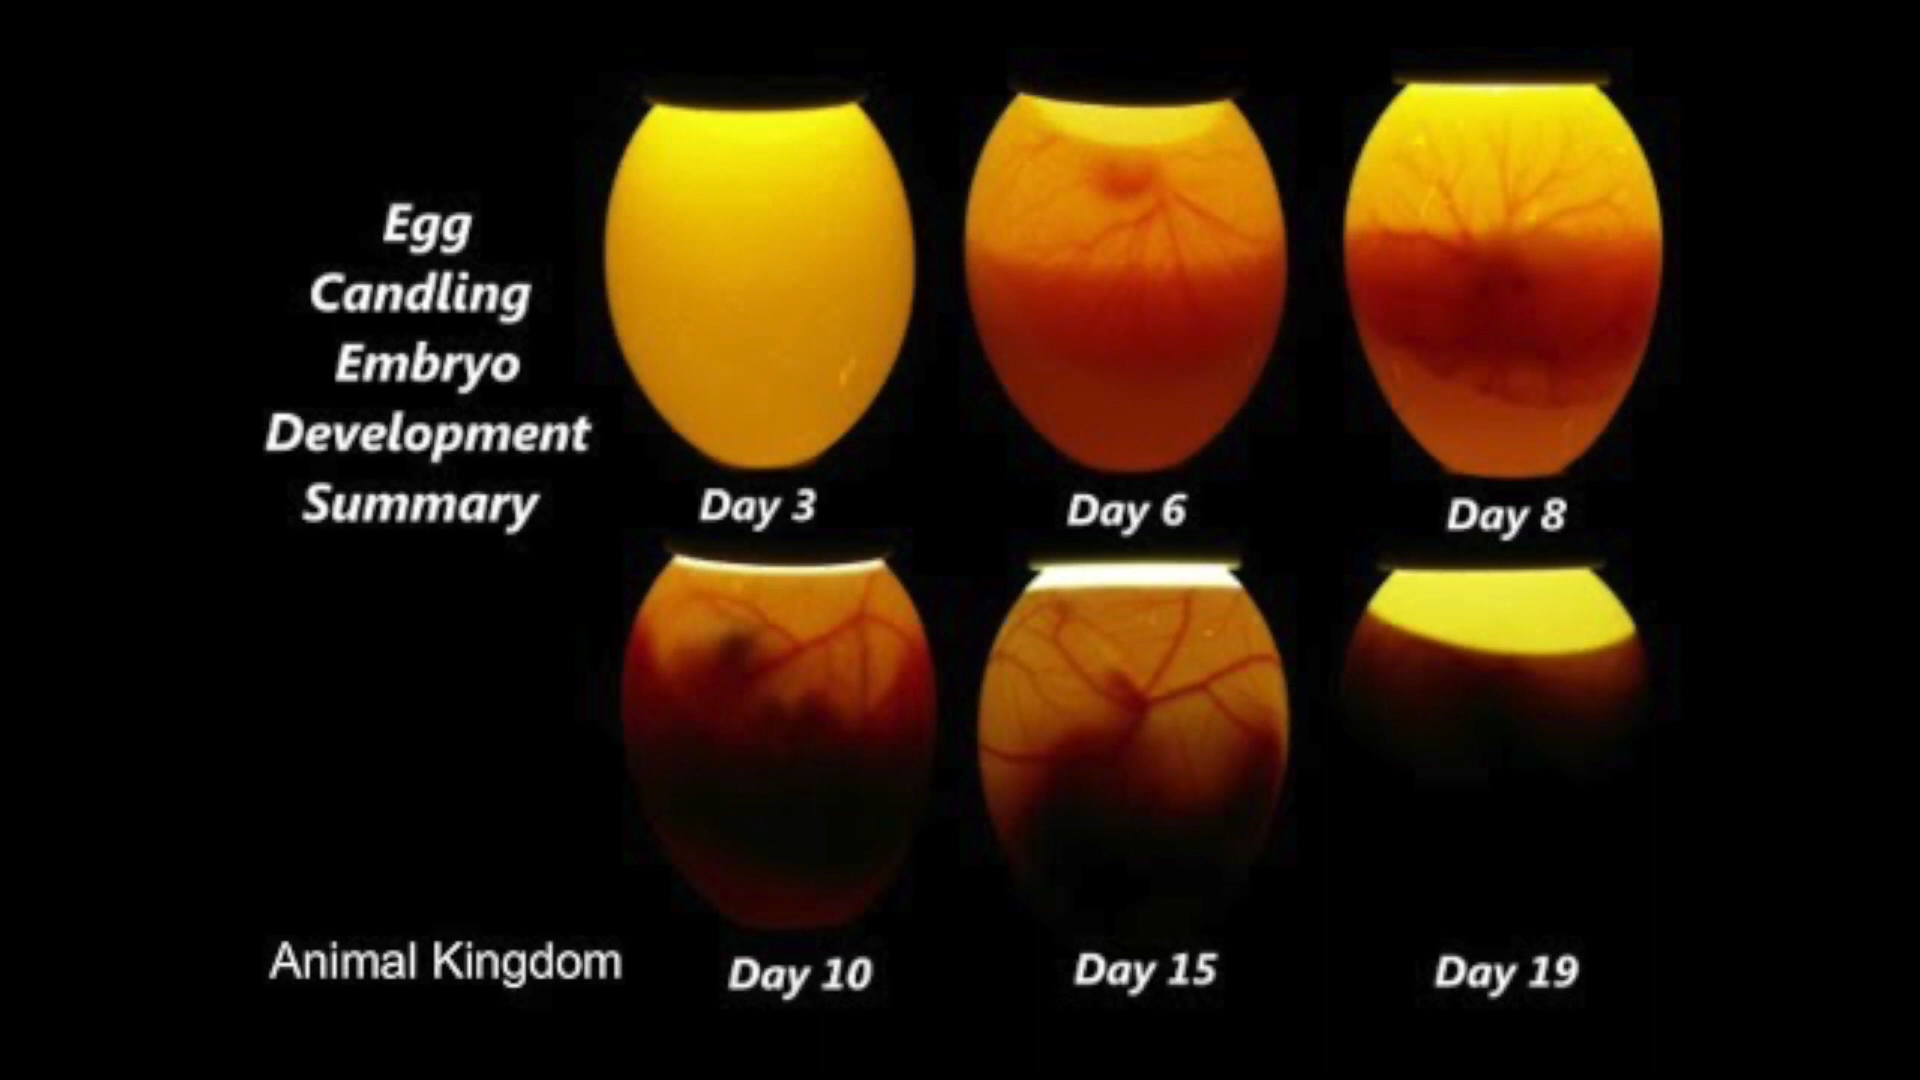 Egg
Candling
Embryo
Development
Summary
Day 3
Day 6
Day 8
Day 10
Day 15
Day 19
Animal Kingdom